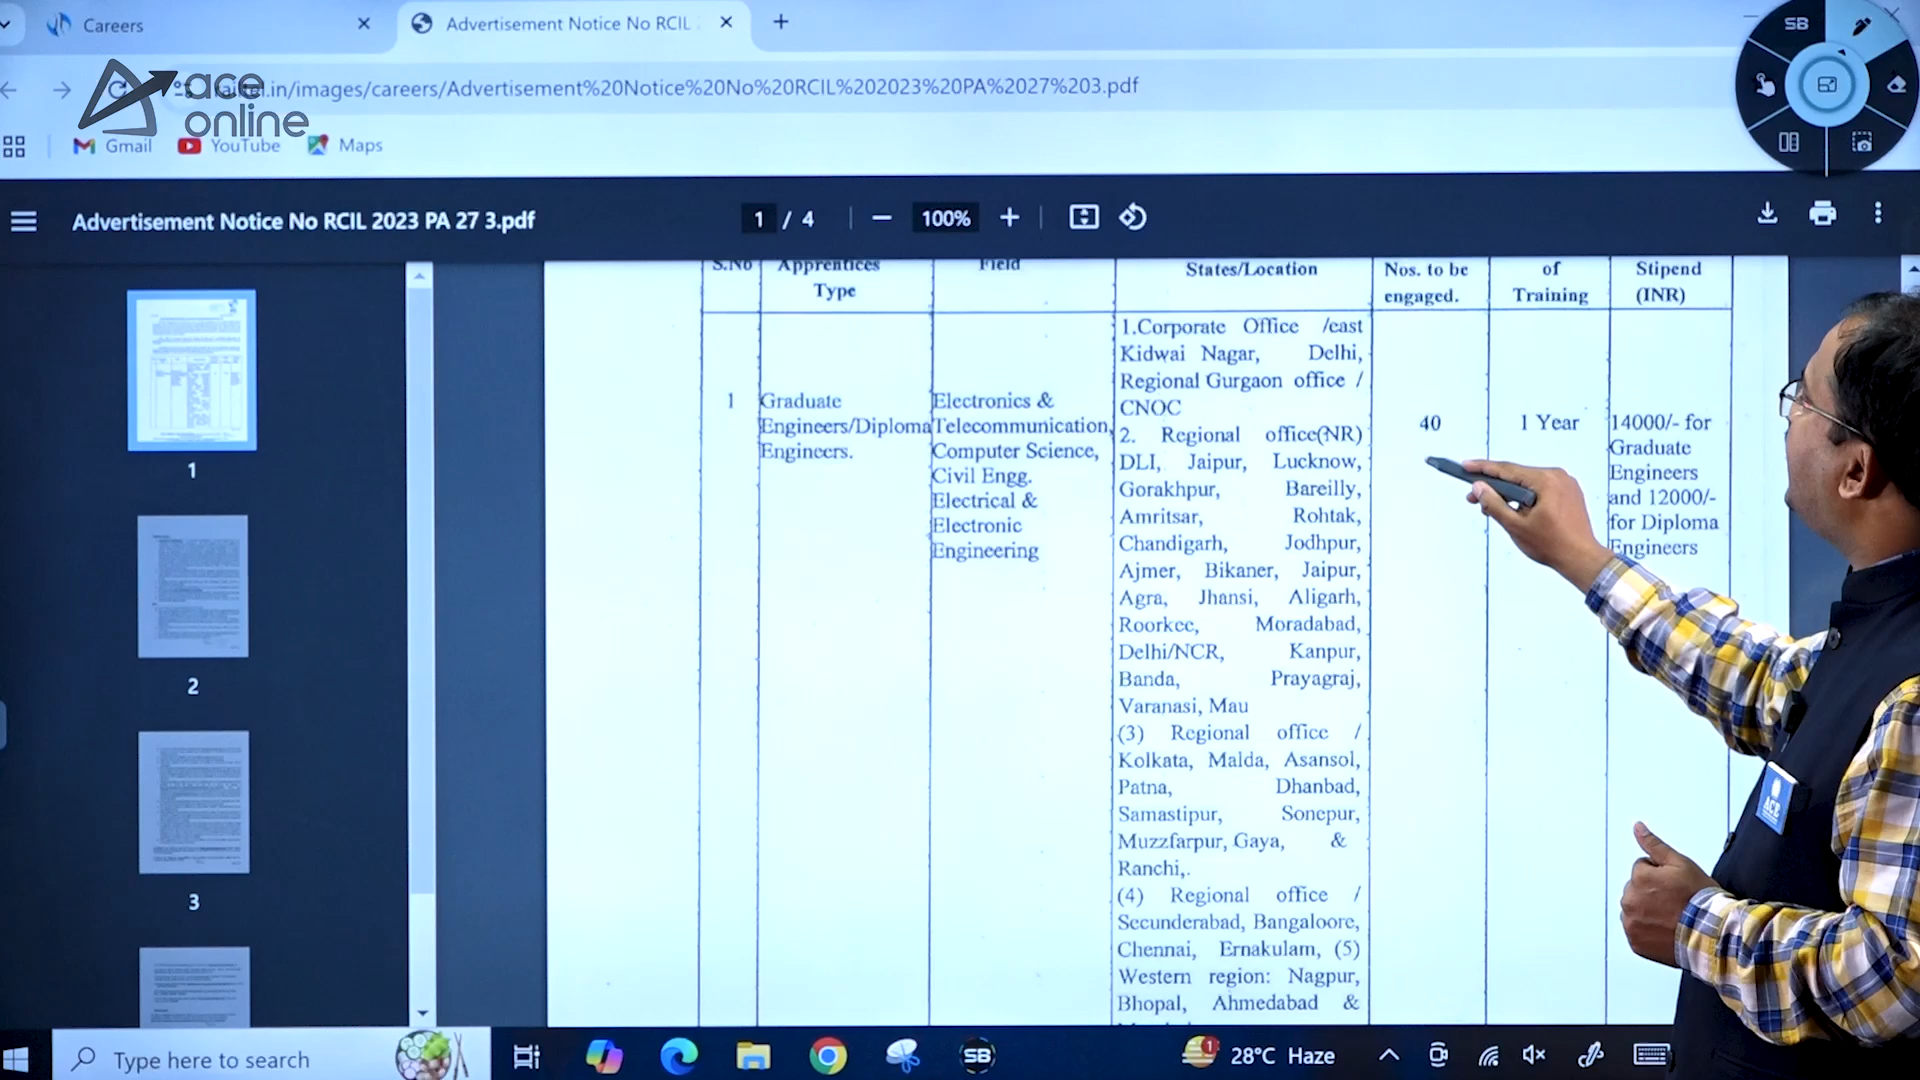 Careers
Advertisement Notice No RCIL
SB
ace
online
railtel.in/images/careers/Advertisement%20Notice%20No%20RCIL%202023%20PA%2027%203.pdf
Gmail
YouTube
Maps
Advertisement Notice No RCIL 2023 PA 27 3.pdf
1 / 4
100%
S.No
Apprentices
Type
Field
States/Location
Nos. to be
engaged.
of
Training
Stipend
(INR)
1
Graduate
Engineers/Diploma
Engineers.
Electronics &
Telecommunication,
Computer Science,
Civil Engg.
Electrical &
Electronic
Engineering
1.Corporate Office /east
Kidwai Nagar, Delhi,
Regional Gurgaon office /
CNOC
2. Regional office(NR)
DLI, Jaipur, Lucknow,
Gorakhpur, Bareilly,
Amritsar, Rohtak,
Chandigarh, Jodhpur,
Ajmer, Bikaner, Jaipur,
Agra, Jhansi, Aligarh,
Roorkee, Moradabad,
Delhi/NCR, Kanpur,
Banda, Prayagraj,
Varanasi, Mau
(3) Regional office /
Kolkata, Malda, Asansol,
Patna, Dhanbad,
Samastipur, Sonepur,
Muzzfarpur, Gaya, &
Ranchi,.
(4) Regional office /
Secunderabad, Bangaloore,
Chennai, Ernakulam, (5)
Western region: Nagpur,
Bhopal, Ahmedabad &
40
1 Year
14000/- for
Graduate
Engineers
and 12000/-
for Diploma
Engineers
1
2
3
ACE
Type here to search
SB
1
28°C Haze